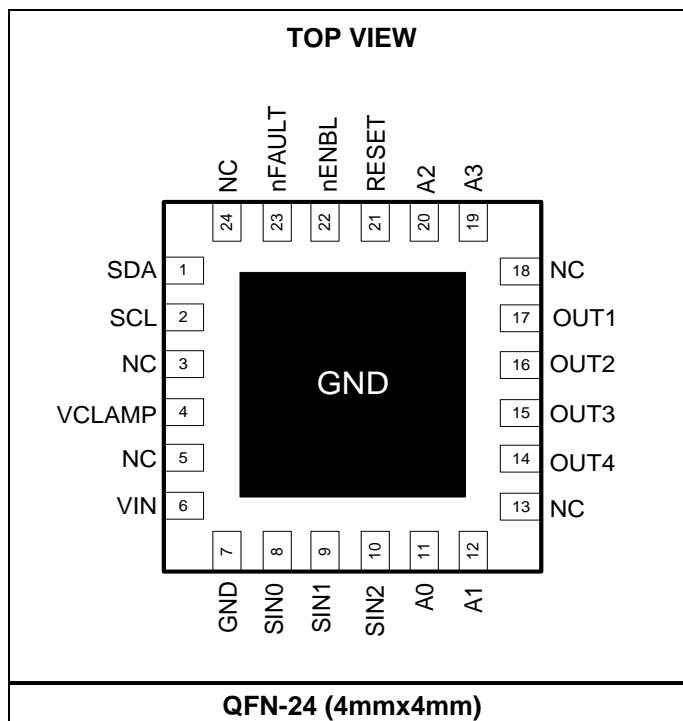 TOP VIEW
NC
nFAULT
nENBL
RESET
A2
A3
24
23
22
21
20
19
SDA 1
SCL 2
NC 3
VCLAMP 4
NC 5
VIN 6
GND
18 NC
17 OUT1
16 OUT2
15 OUT3
14 OUT4
13 NC
7
8
9
10
11
12
GND
SIN0
SIN1
SIN2
A0
A1
QFN-24 (4mmx4mm)